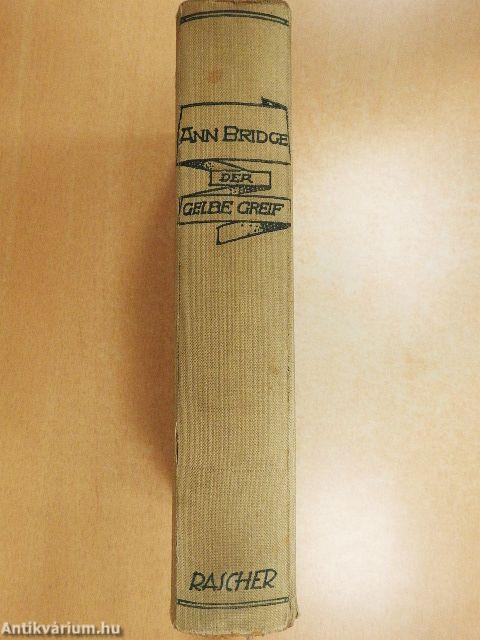 ANN BRIDGE
DER
GELBE GREIF
RASCHER
Antikvárium.hu